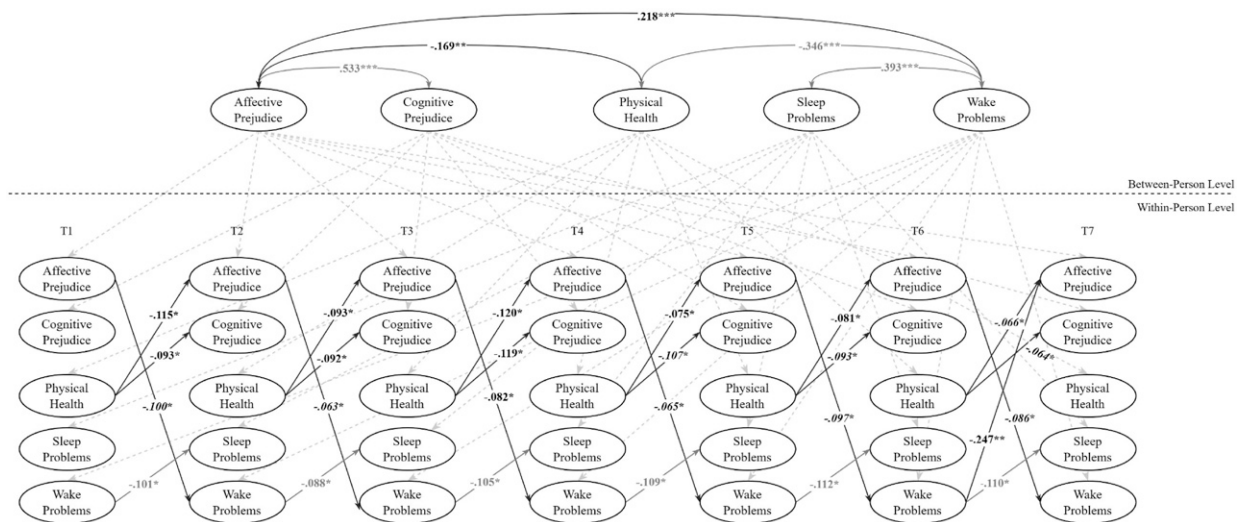 .218***
-.169**
-.346***
.533***
.393***
Affective
Prejudice
Cognitive
Prejudice
Physical
Health
Sleep
Problems
Wake
Problems
Between-Person Level
Within-Person Level
T1 T2 T3 T4 T5 T6 T7
Affective
Prejudice
Affective
Prejudice
Affective
Prejudice
Affective
Prejudice
Affective
Prejudice
Affective
Prejudice
Affective
Prejudice
-.115*
-.093*
-.120*
-.075*
-.081*
-.066*
Cognitive
Prejudice
Cognitive
Prejudice
Cognitive
Prejudice
Cognitive
Prejudice
Cognitive
Prejudice
Cognitive
Prejudice
Cognitive
Prejudice
-.093*
-.092*
-.119*
-.107*
-.093*
-.064*
Physical
Health
Physical
Health
Physical
Health
Physical
Health
Physical
Health
Physical
Health
Physical
Health
-.100*
-.063*
-.082*
-.065*
-.097*
-.086*
Sleep
Problems
Sleep
Problems
Sleep
Problems
Sleep
Problems
Sleep
Problems
Sleep
Problems
Sleep
Problems
-.247**
-.101*
-.088*
-.105*
-.109*
-.112*
-.110*
Wake
Problems
Wake
Problems
Wake
Problems
Wake
Problems
Wake
Problems
Wake
Problems
Wake
Problems